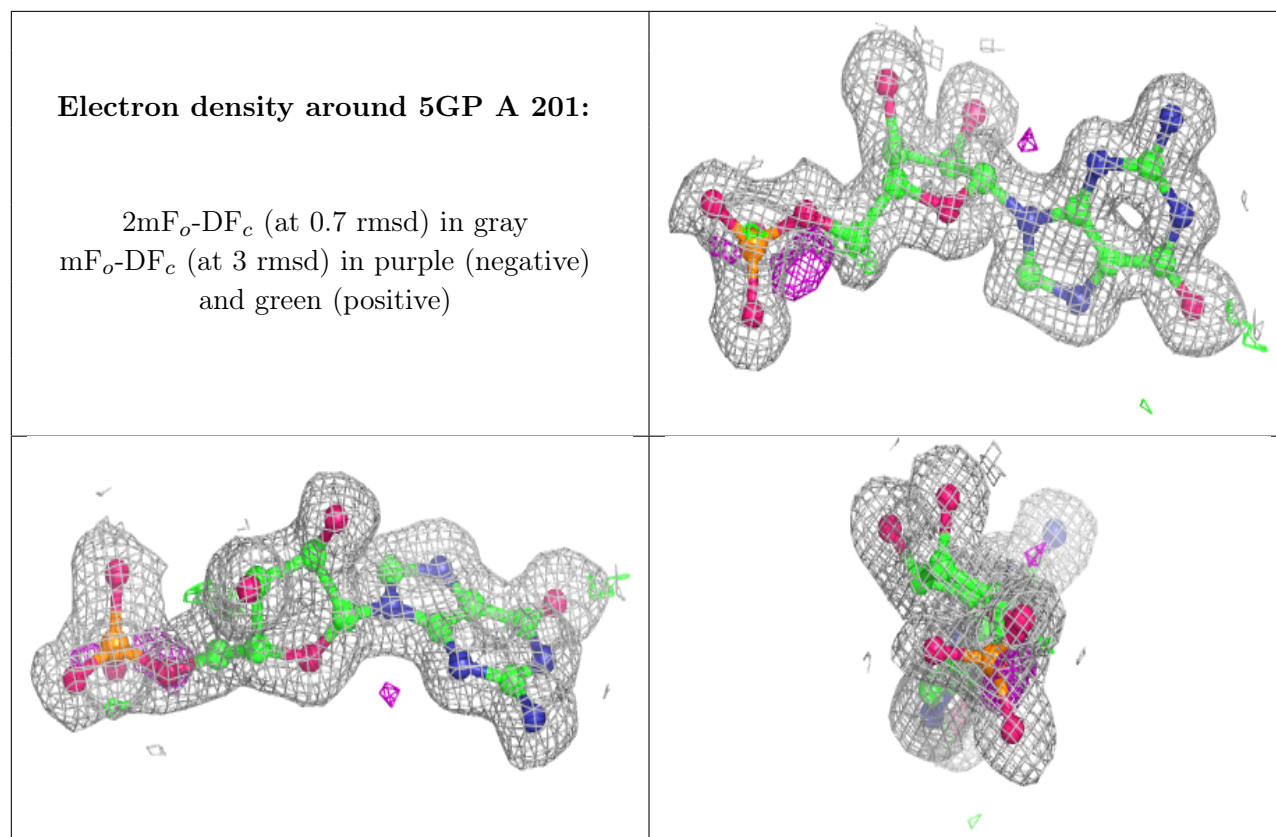 Electron density around 5GP A 201:
2mFₒ-DF𝒸 (at 0.7 rmsd) in gray
mFₒ-DF𝒸 (at 3 rmsd) in purple (negative)
and green (positive)